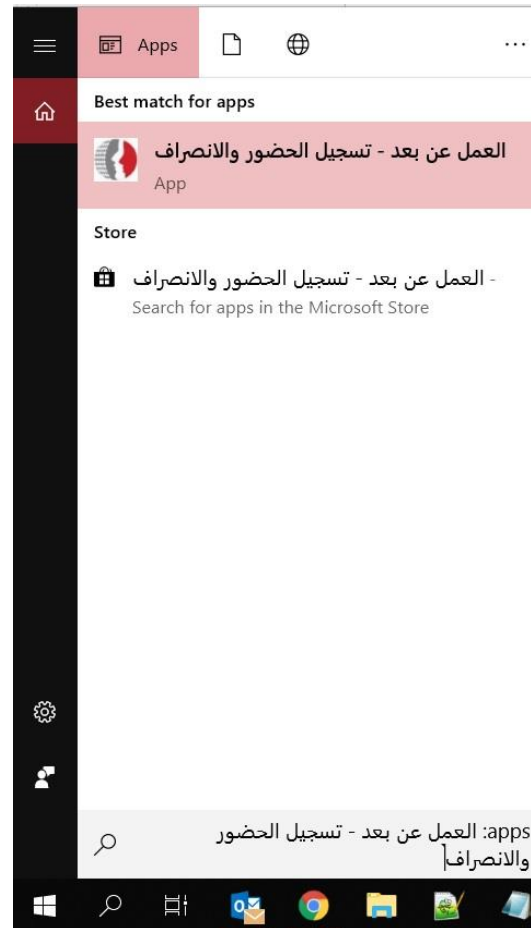 Apps
...
Best match for apps
العمل عن بعد - تسجيل الحضور والانصراف
App
Store
العمل عن بعد - تسجيل الحضور والانصراف -
Search for apps in the Microsoft Store
apps: العمل عن بعد - تسجيل الحضور
والانصراف